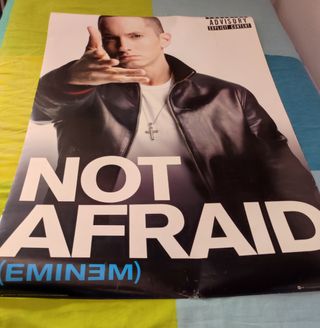 ADVISORY
EXPLICIT CONTENT
NOT
AFRAID
(EMINƎM)